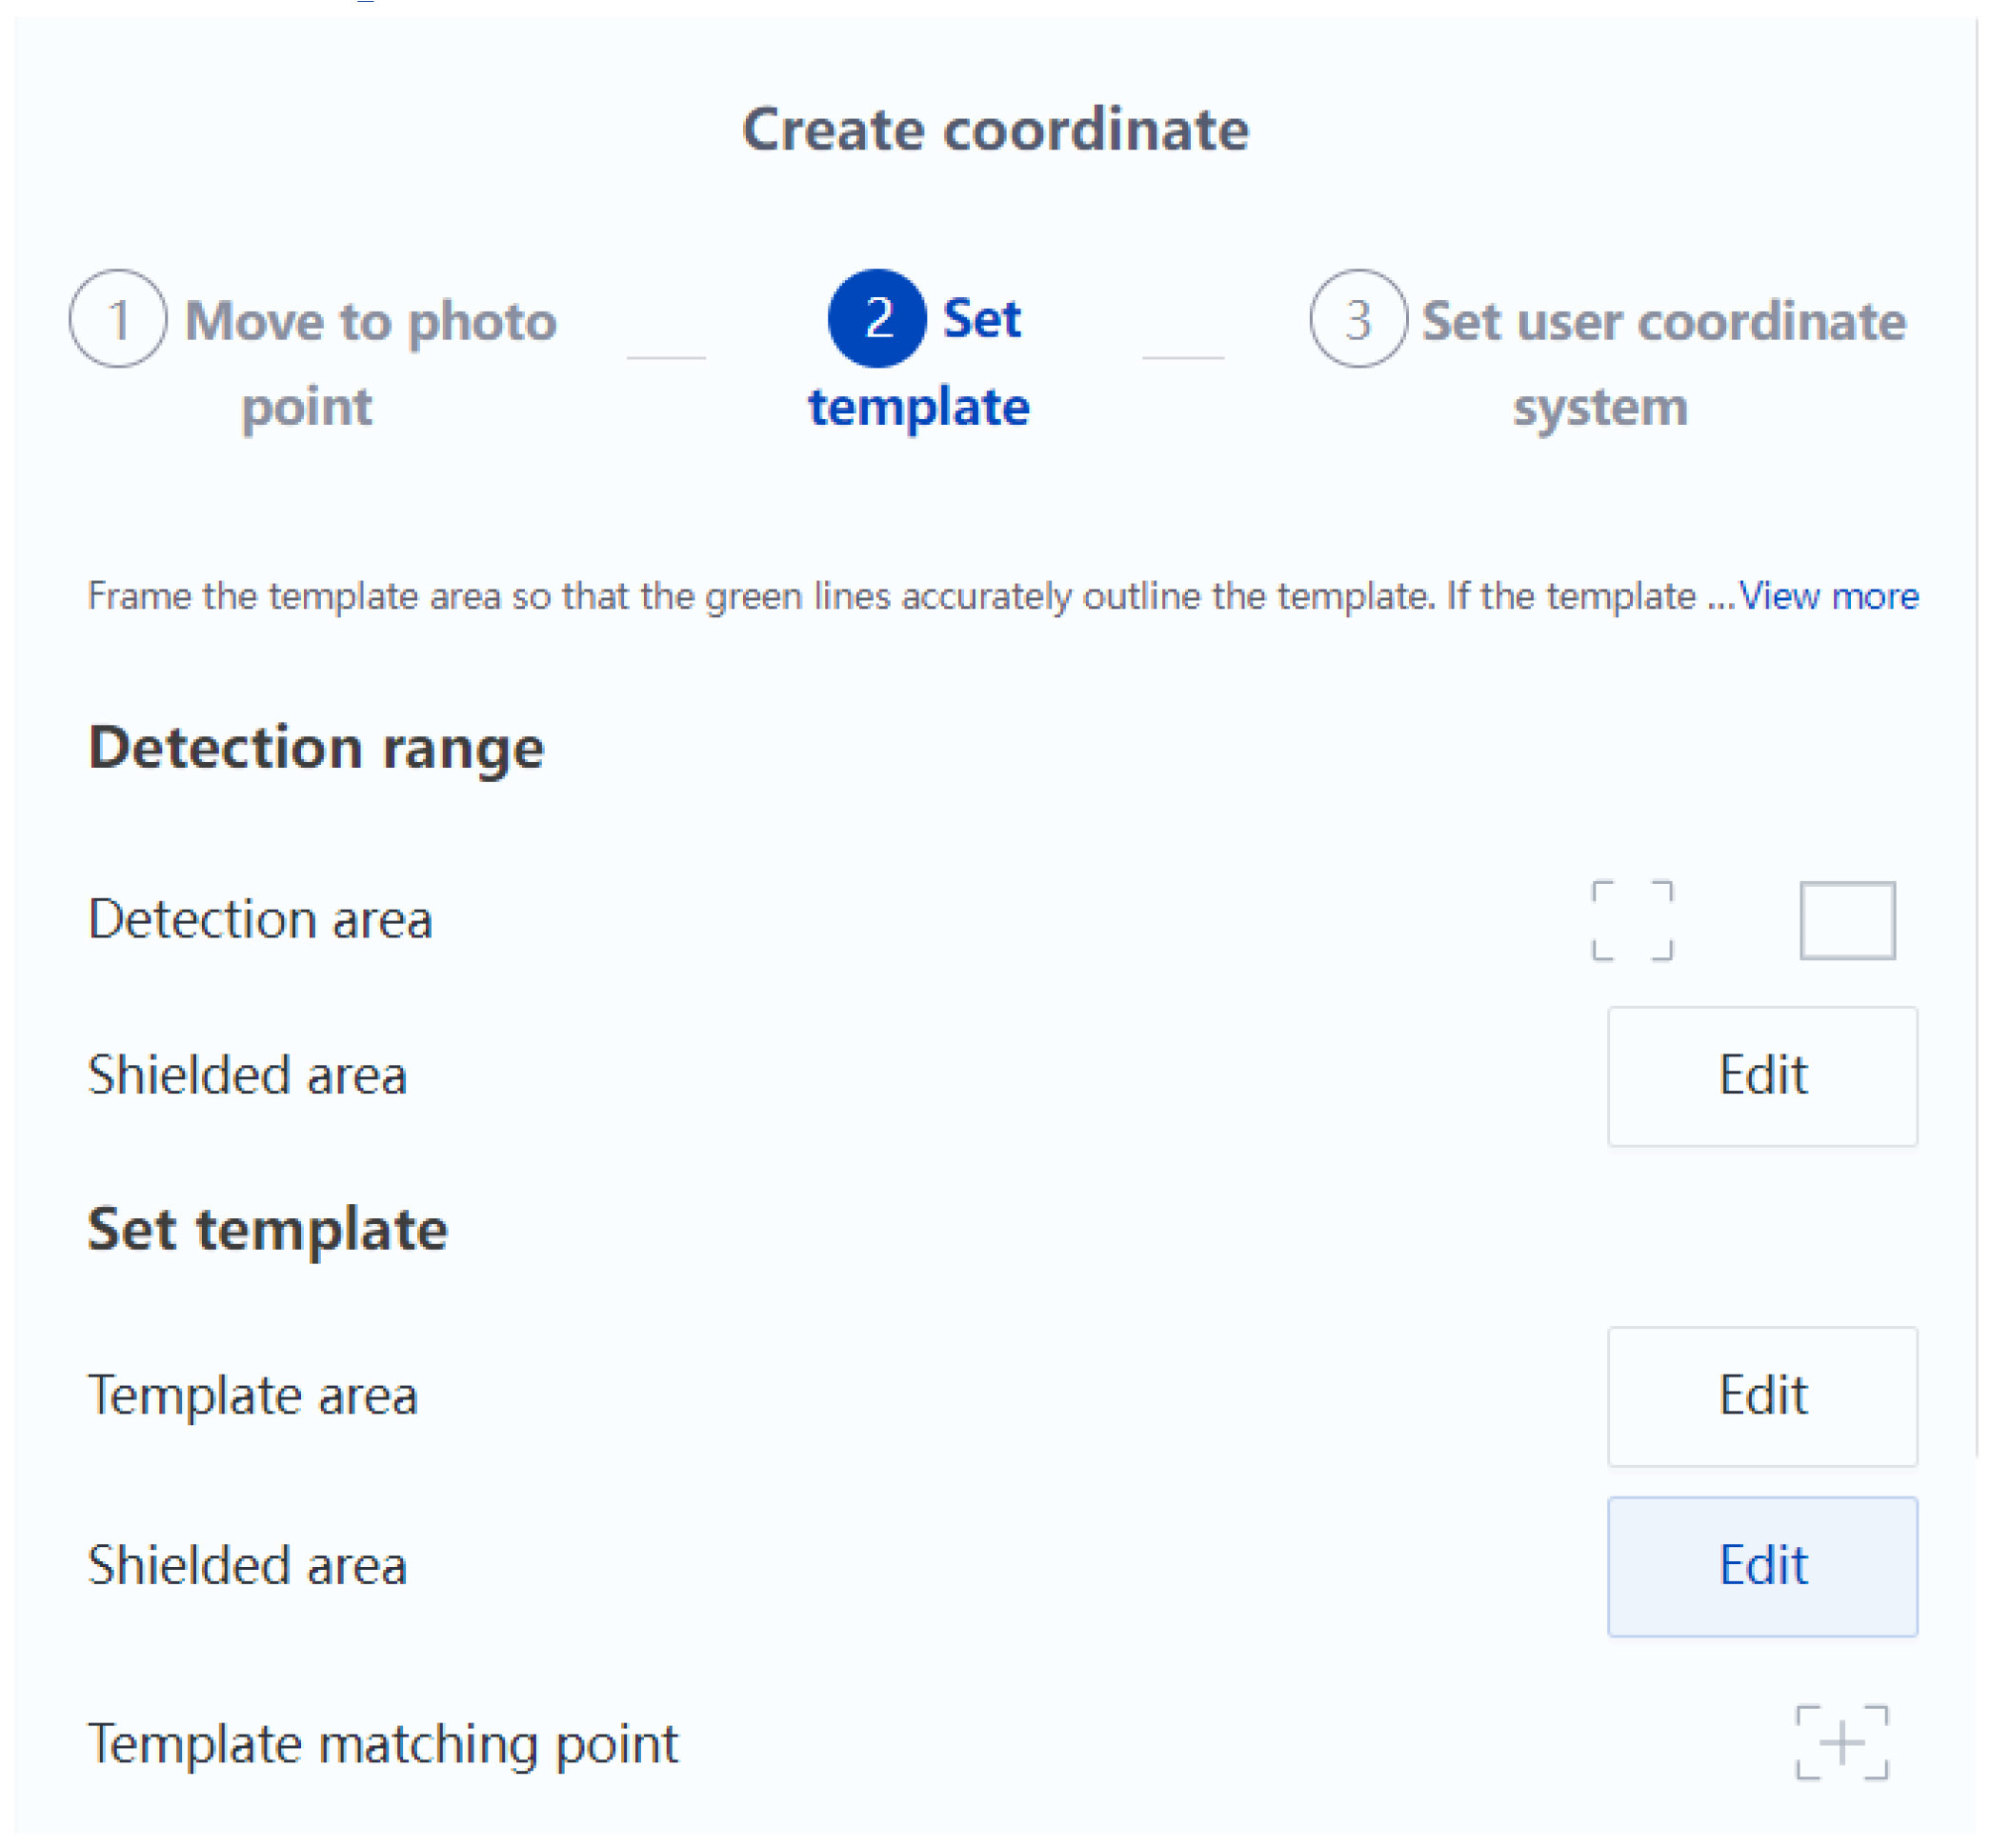 Create coordinate
1 Move to photo point
2 Set template
3 Set user coordinate system
Frame the template area so that the green lines accurately outline the template. If the template ...View more
Detection range
Detection area
Shielded area Edit
Set template
Template area Edit
Shielded area Edit
Template matching point